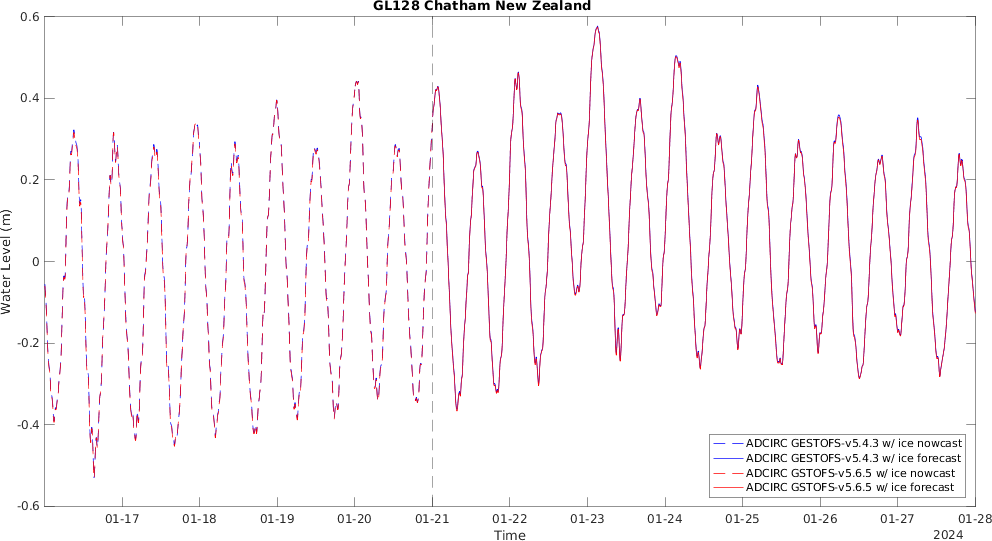 GL128 Chatham New Zealand
Water Level (m)
0.6
0.4
0.2
0
-0.2
-0.4
-0.6
ADCIRC GESTOFS-v5.4.3 w/ ice nowcast
ADCIRC GESTOFS-v5.4.3 w/ ice forecast
ADCIRC GSTOFS-v5.6.5 w/ ice nowcast
ADCIRC GSTOFS-v5.6.5 w/ ice forecast
01-17 01-18 01-19 01-20 01-21 01-22 01-23 01-24 01-25 01-26 01-27 01-28
Time
2024